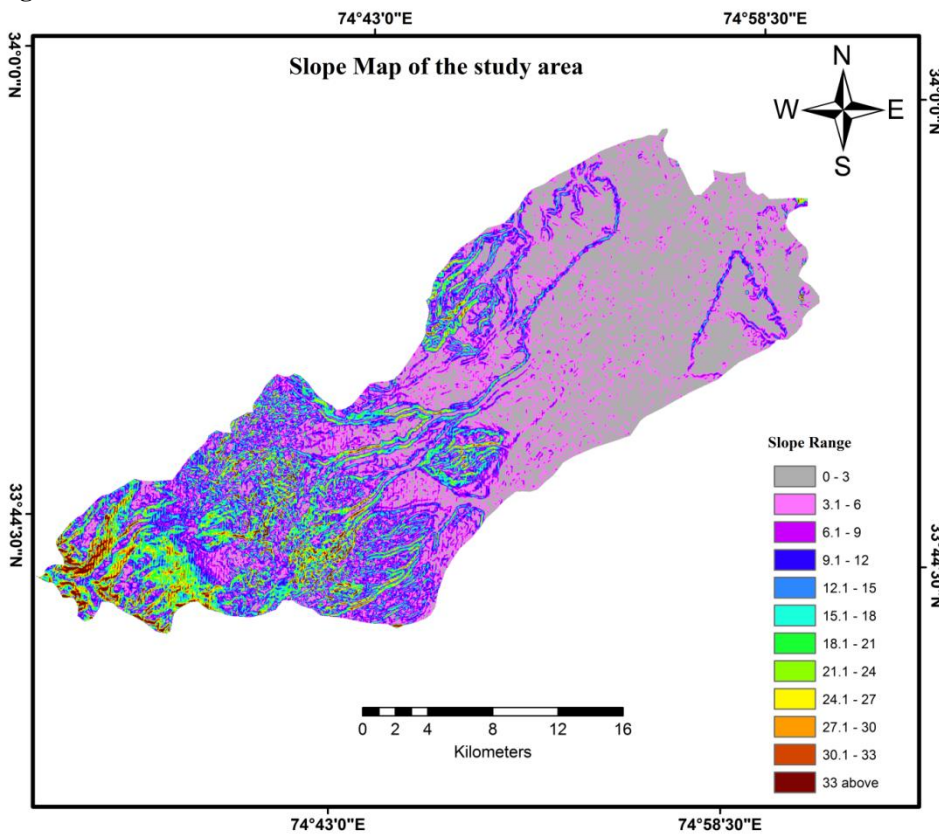 74°43'0"E 74°58'30"E
34°0'0"N
34°0'0"N
Slope Map of the study area
N
W E
S
33°44'30"N
33°44'30"N
Slope Range
0 - 3
3.1 - 6
6.1 - 9
9.1 - 12
12.1 - 15
15.1 - 18
18.1 - 21
21.1 - 24
24.1 - 27
27.1 - 30
30.1 - 33
33 above
0 2 4 8 12 16
Kilometers
74°43'0"E 74°58'30"E